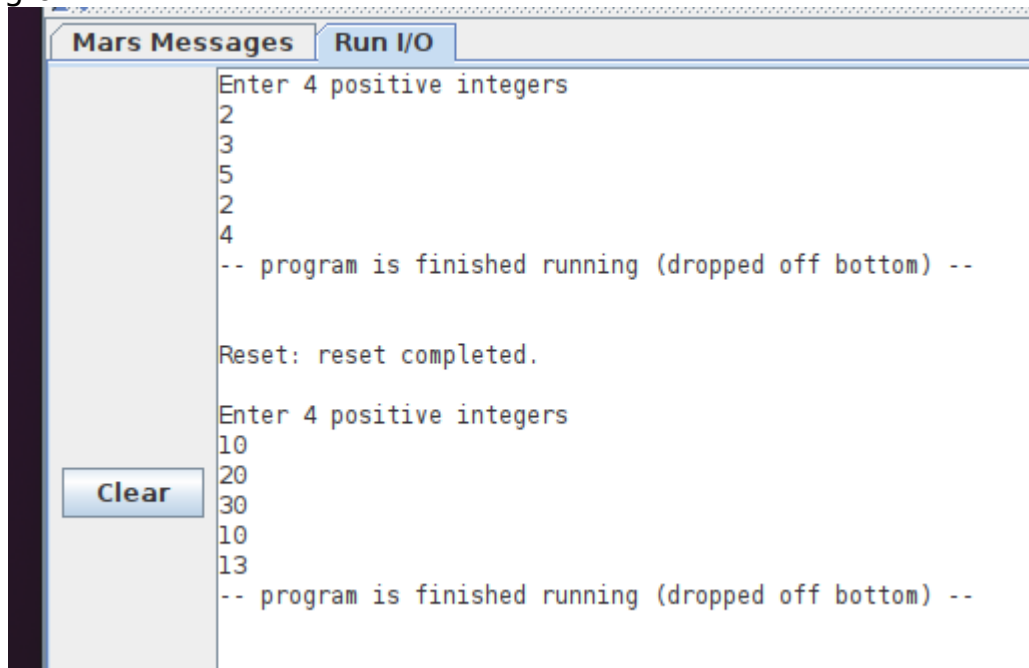 Mars Messages Run I/O
Enter 4 positive integers
2
3
5
2
4
-- program is finished running (dropped off bottom) --
Reset: reset completed.
Enter 4 positive integers
10
20
30
10
13
-- program is finished running (dropped off bottom) --
Clear